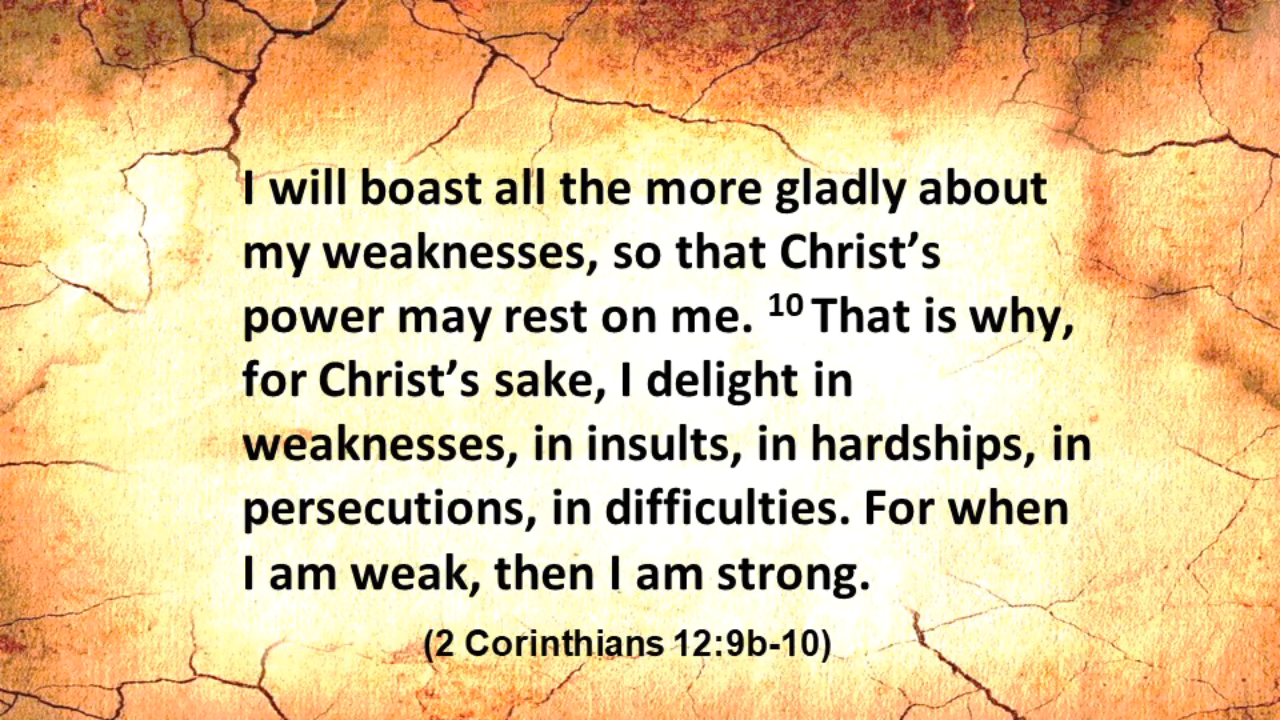 I will boast all the more gladly about
my weaknesses, so that Christ’s
power may rest on me. ¹⁰ That is why,
for Christ’s sake, I delight in
weaknesses, in insults, in hardships, in
persecutions, in difficulties. For when
I am weak, then I am strong.
(2 Corinthians 12:9b-10)